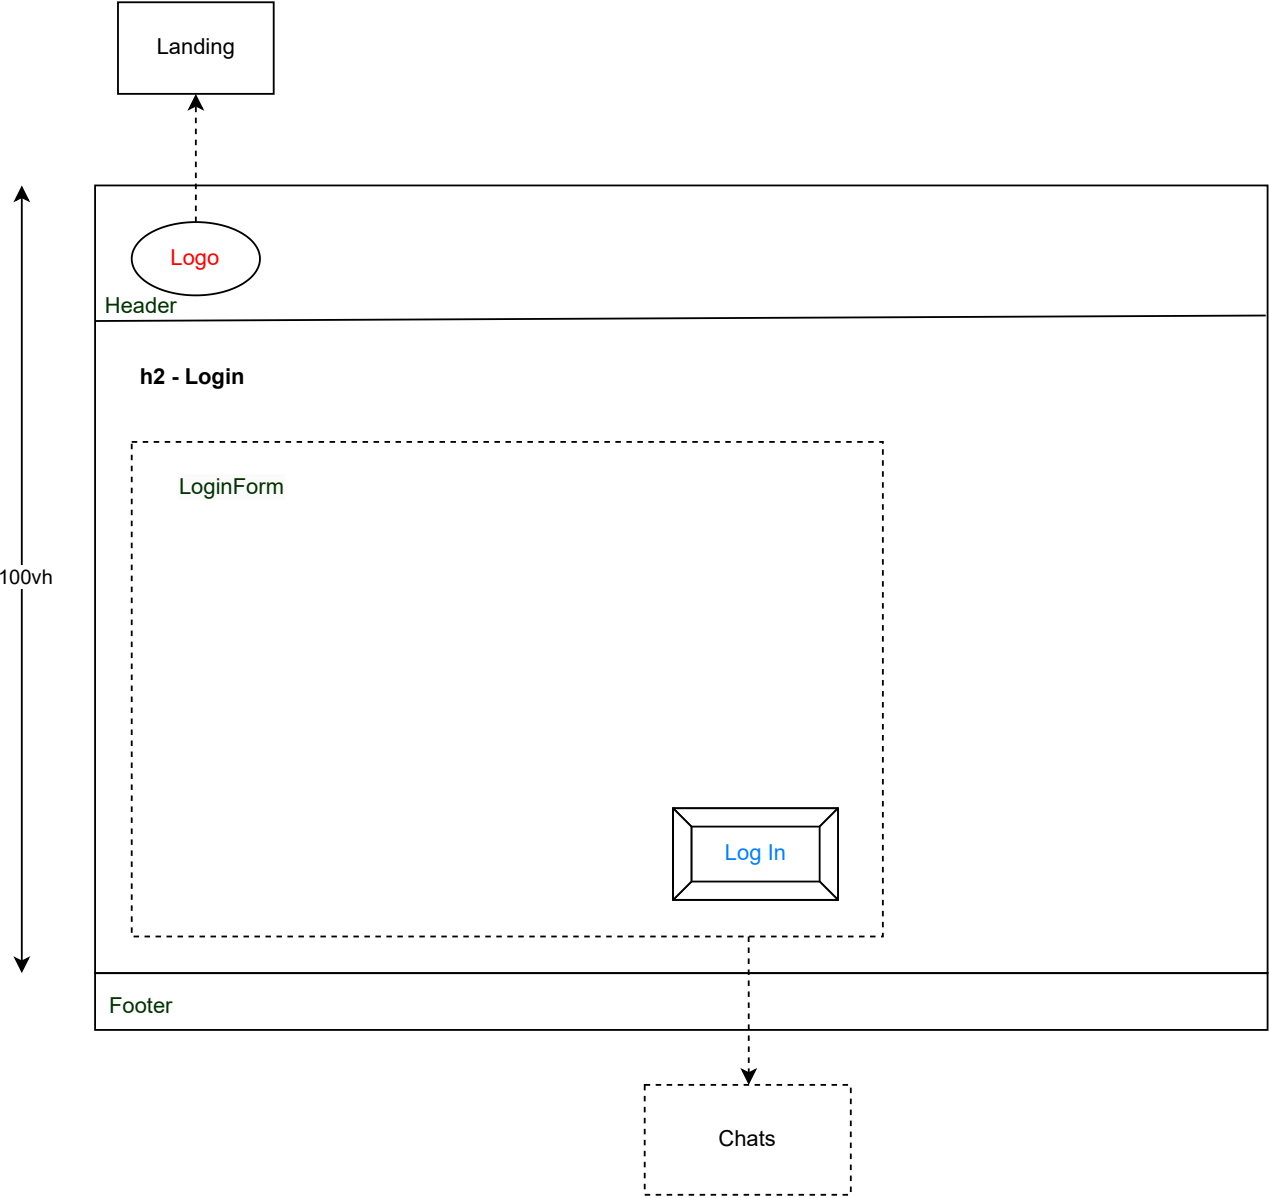 Landing
Logo
Header
h2 - Login
LoginForm
100vh
Log In
Footer
Chats